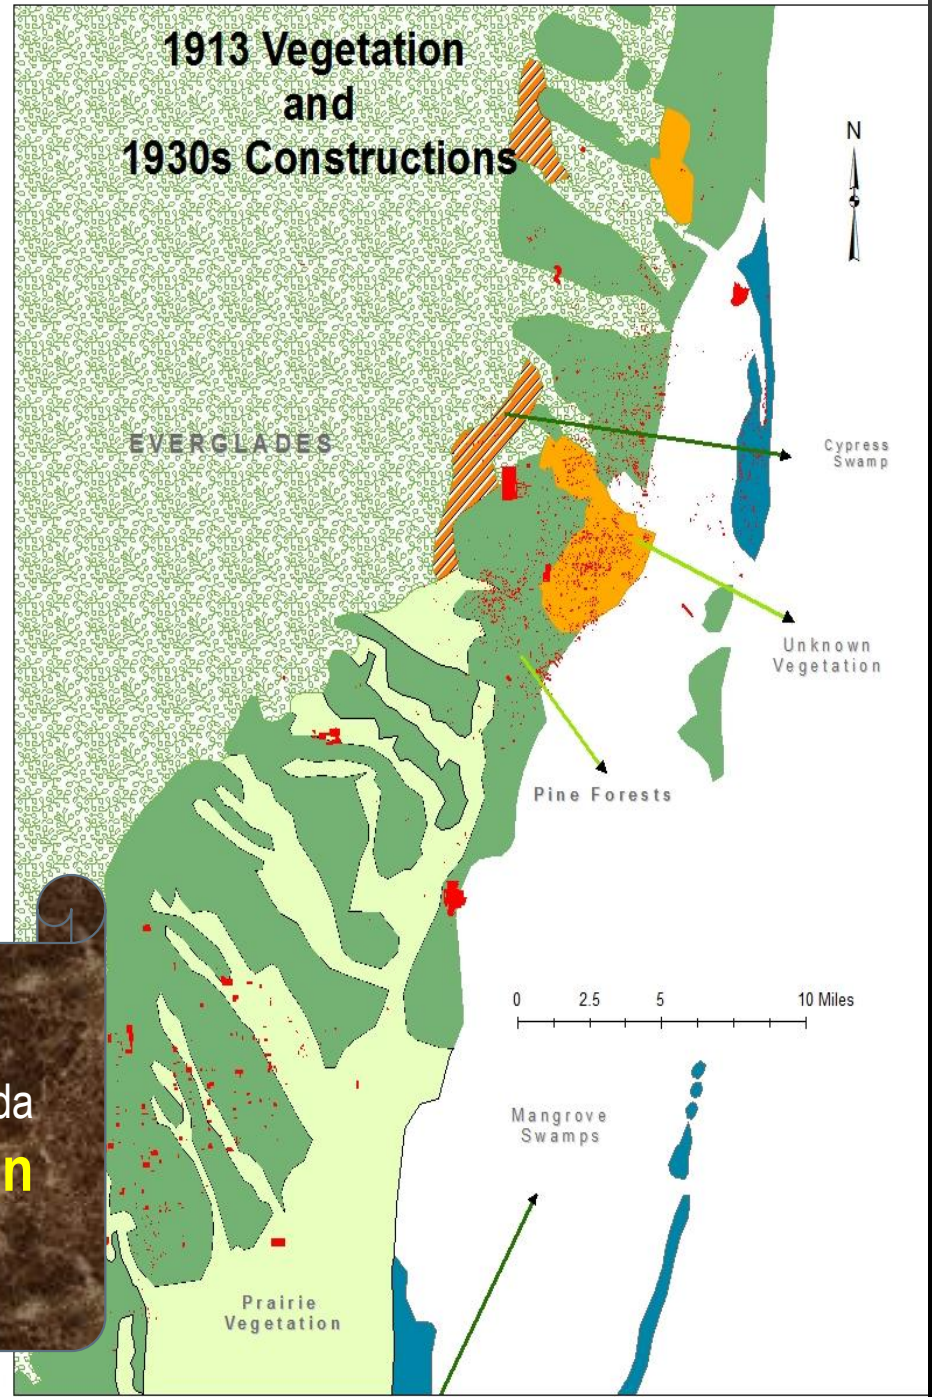 1913 Vegetation
and
1930s Constructions
N
EVERGLADES
Cypress
Swamp
Unknown
Vegetation
Pine Forests
0 2.5 5 10 Miles
Mangrove
Swamps
da
n
Prairie
Vegetation